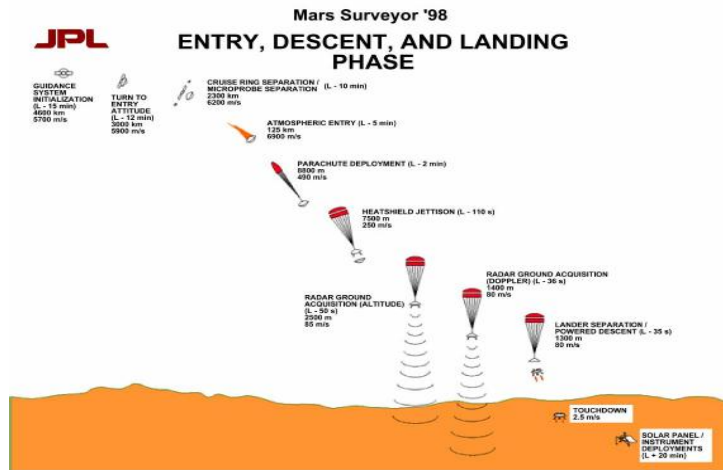 Mars Surveyor '98
JPL
ENTRY, DESCENT, AND LANDING
PHASE
GUIDANCE
SYSTEM
INITIALIZATION
(L - 15 min)
4600 km
5700 m/s
TURN TO
ENTRY
ATTITUDE
(L - 12 min)
3000 km
5900 m/s
CRUISE RING SEPARATION /
MICROPROBE SEPARATION (L - 10 min)
2300 km
6200 m/s
ATMOSPHERIC ENTRY (L - 5 min)
125 km
6900 m/s
PARACHUTE DEPLOYMENT (L - 2 min)
8800 m
490 m/s
HEATSHIELD JETTISON (L - 110 s)
7500 m
250 m/s
RADAR GROUND
ACQUISITION (ALTITUDE)
(L - 50 s)
2500 m
85 m/s
RADAR GROUND ACQUISITION
(DOPPLER) (L - 36 s)
1400 m
80 m/s
LANDER SEPARATION /
POWERED DESCENT (L - 35 s)
1300 m
80 m/s
TOUCHDOWN
2.5 m/s
SOLAR PANEL /
INSTRUMENT
DEPLOYMENTS
(L + 20 min)